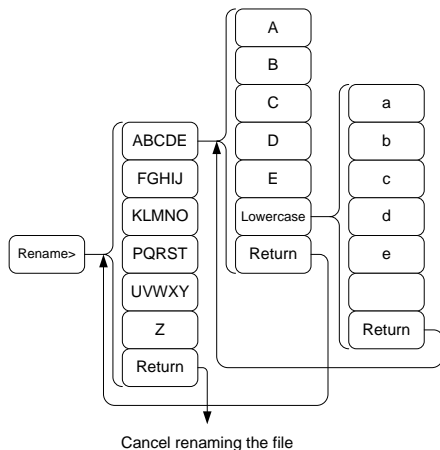 Rename>
ABCDE
FGHIJ
KLMNO
PQRST
UVWXY
Z
Return
A
B
C
D
E
Lowercase
Return
a
b
c
d
e
Return
Cancel renaming the file